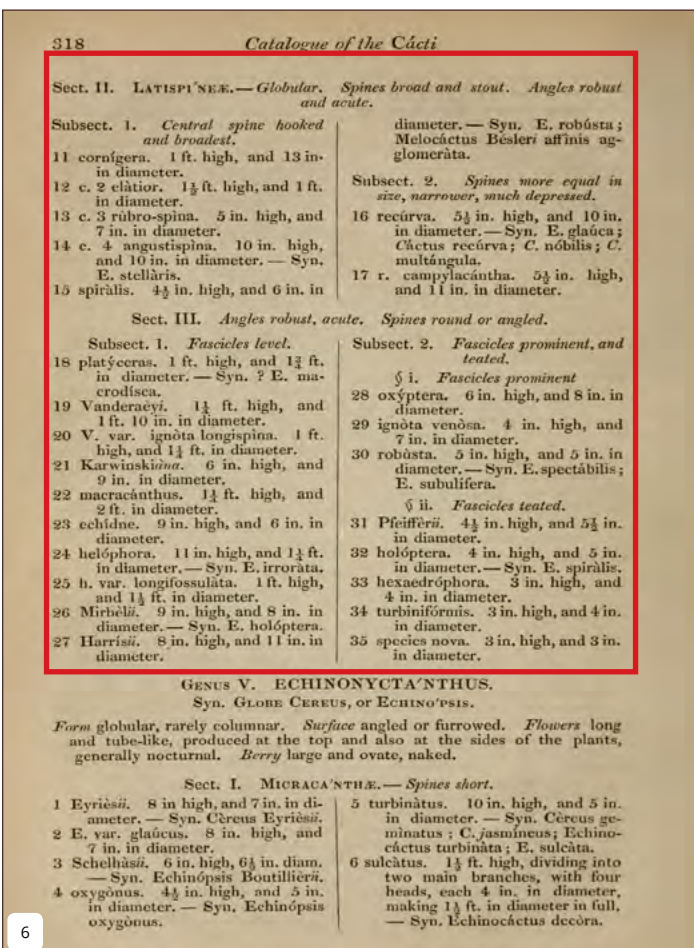 318
Catalogue of the Cácti
Sect. II. LATISPI'NEÆ.—Globular. Spines broad and stout. Angles robust
and acute.
Subsect. 1. Central spine hooked
and broadest.
11 cornígera. 1 ft. high, and 13 in.
in diameter.
12 c. 2 elàtior. 1½ ft. high, and 1 ft.
in diameter.
13 c. 3 rùbro-spìna. 5 in. high, and
7 in. in diameter.
14 c. 4 angustispìna. 10 in. high,
and 10 in. in diameter. — Syn.
E. stellàris.
15 spiràlis. 4½ in. high, and 6 in. in
diameter. — Syn. E. robústa;
Melocáctus Bésleri affìnis ag-
glomeràta.
Subsect. 2. Spines more equal in
size, narrower, much depressed.
16 recúrva. 5½ in. high, and 10 in.
in diameter. — Syn. E. glaúca;
Cáctus recúrva; C. nóbilis; C.
multángula.
17 r. campylacántha. 5½ in. high,
and 11 in. in diameter.
Sect. III. Angles robust, acute. Spines round or angled.
Subsect. 1. Fascicles level.
18 platýceras. 1 ft. high, and 1¾ ft.
in diameter. — Syn. ? E. ma-
crodísca.
19 Vanderaéyi. 1¼ ft. high, and
1 ft. 10 in. in diameter.
20 V. var. ignòta longispìna. 1 ft.
high, and 1¼ ft. in diameter.
21 Karwinskiàna. 6 in. high, and
9 in. in diameter.
22 macracánthus. 1¼ ft. high, and
2 ft. in diameter.
23 echídne. 9 in. high, and 6 in. in
diameter.
24 helóphora. 11 in. high, and 1¼ ft.
in diameter. — Syn. E. irroràta.
25 h. var. longifossulàta. 1 ft. high,
and 1½ ft. in diameter.
26 Mirbèlii. 9 in. high, and 8 in. in
diameter. — Syn. E. holóptera.
27 Harrísii. 8 in. high, and 11 in. in
diameter.
Subsect. 2. Fascicles prominent, and
teated.
§ i. Fascicles prominent
28 oxýptera. 6 in. high, and 8 in. in
diameter.
29 ignòta venòsa. 4 in. high, and
7 in. in diameter.
30 robùsta. 5 in. high, and 5 in. in
diameter. — Syn. E. spectábilis;
E. subulífera.
§ ii. Fascicles teated.
31 Pfeiffèrii. 4½ in. high, and 5½ in.
in diameter.
32 holóptera. 4 in. high, and 5 in.
in diameter. — Syn. E. spiràlis.
33 hexaedróphora. 3 in. high, and
4 in. in diameter.
34 turbinifórmis. 3 in. high, and 4 in.
in diameter.
35 species nova. 3 in. high, and 3 in.
in diameter.
GENUS V. ECHINONYCTA'NTHUS.
Syn. GLOBE CEREUS, OR ECHINO'PSIS.
Form globular, rarely columnar. Surface angled or furrowed. Flowers long
and tube-like, produced at the top and also at the sides of the plants,
generally nocturnal. Berry large and ovate, naked.
Sect. I. MICRACA'NTHÆ.—Spines short.
1 Eyrièsii. 8 in high, and 7 in. in di-
ameter. — Syn. Cèreus Eyrièsii.
2 E. var. glaúcus. 8 in. high, and
7 in. in diameter.
3 Schelhàsii. 6 in. high, 6½ in. diam.
— Syn. Echinópsis Boutillièrii.
4 oxygònus. 4½ in. high, and 5 in.
in diameter. — Syn. Echinópsis
oxygònus.
5 turbinàtus. 10 in. high, and 5 in.
in diameter — Syn. Cèreus ge-
minatus ; C. jasmíneus; Echino-
cáctus turbinàta; E. sulcàta.
6 sulcàtus. 1½ ft. high, dividing into
two main branches, with four
heads, each 4 in. in diameter,
making 1½ ft. in diameter in full.
— Syn. Echinocáctus decòra.
6